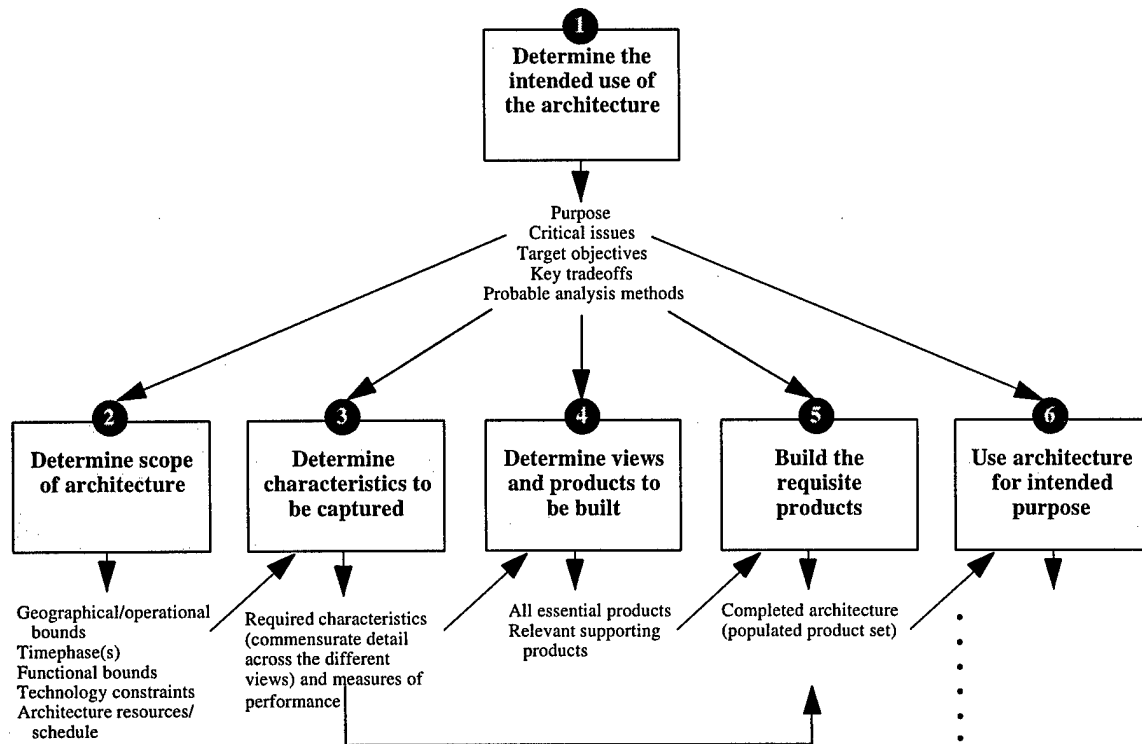 1
Determine the
intended use of
the architecture
Purpose
Critical issues
Target objectives
Key tradeoffs
Probable analysis methods
2
Determine scope
of architecture
3
Determine
characteristics to
be captured
4
Determine views
and products to
be built
5
Build the
requisite
products
6
Use architecture
for intended
purpose
Geographical/operational
bounds
Timephase(s)
Functional bounds
Technology constraints
Architecture resources/
schedule
Required characteristics
(commensurate detail
across the different
views) and measures of
performance
All essential products
Relevant supporting
products
Completed architecture
(populated product set)